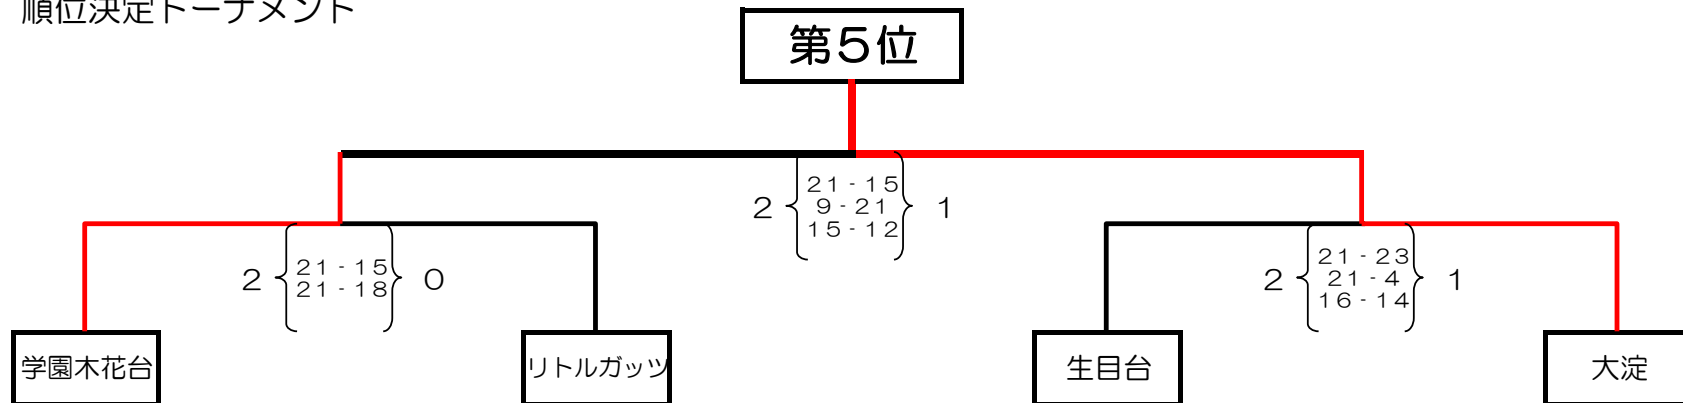 順位決定トーナメント
第５位
２ 21 - 15 １
9 - 21
15 - 12
２ 21 - 15 ０
21 - 18
２ 21 - 23 １
21 - 4
16 - 14
学園木花台
リトルガッツ
生目台
大淀